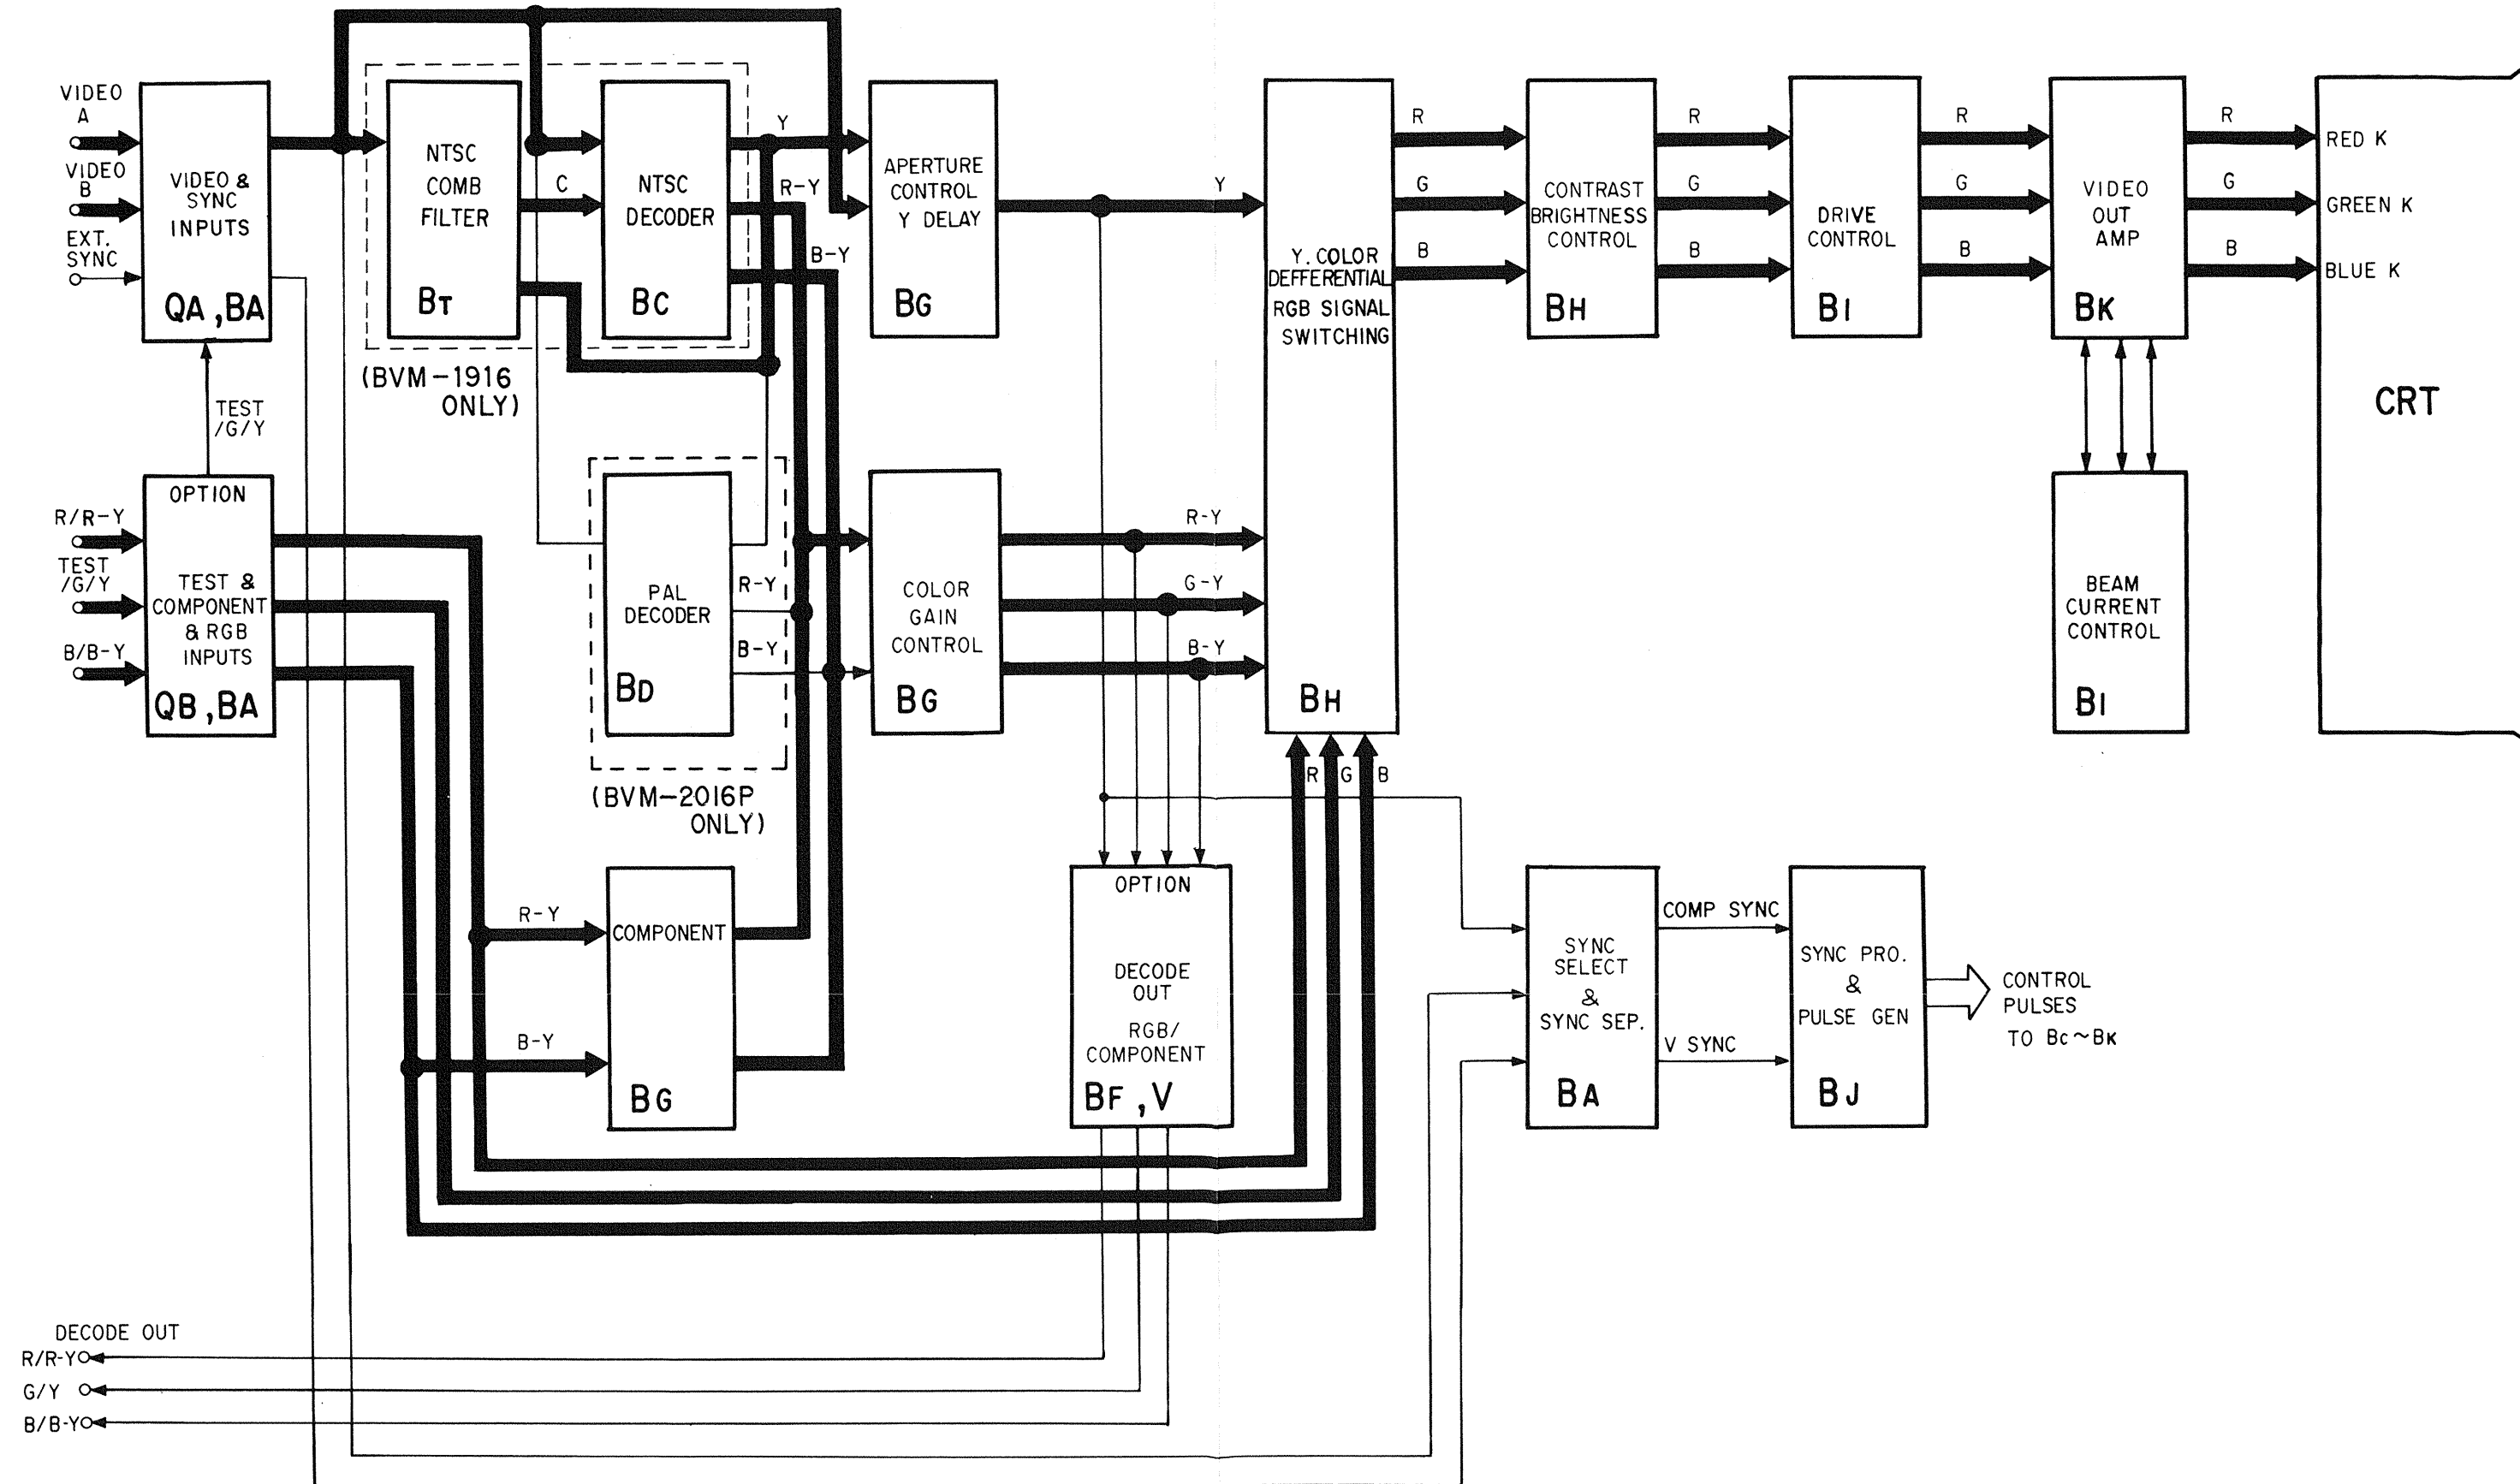 VIDEO
A
VIDEO
B
EXT.
SYNC
VIDEO &
SYNC
INPUTS
QA , BA
NTSC
COMB
FILTER
BT
C
NTSC
DECODER
BC
(BVM-1916
ONLY)
Y
R-Y
B-Y
APERTURE
CONTROL
Y DELAY
BG
Y
Y. COLOR
DEFFERENTIAL
RGB SIGNAL
SWITCHING
BH
R
G
B
CONTRAST
BRIGHTNESS
CONTROL
BH
R
G
B
DRIVE
CONTROL
BI
R
G
B
VIDEO
OUT
AMP
BK
R
G
B
RED K
GREEN K
BLUE K
CRT
TEST
/G/Y
R/R-Y
TEST
/G/Y
B/B-Y
OPTION
TEST &
COMPONENT
& RGB
INPUTS
QB , BA
PAL
DECODER
BD
R-Y
B-Y
(BVM-2016P
ONLY)
COLOR
GAIN
CONTROL
BG
R-Y
G-Y
B-Y
BEAM
CURRENT
CONTROL
BI
R G B
R-Y
B-Y
COMPONENT
BG
OPTION
DECODE
OUT
RGB/
COMPONENT
BF , V
SYNC
SELECT
&
SYNC SEP.
BA
COMP SYNC
V SYNC
SYNC PRO.
&
PULSE GEN
BJ
CONTROL
PULSES
TO BC~BK
DECODE OUT
R/R-Y
G/Y
B/B-Y